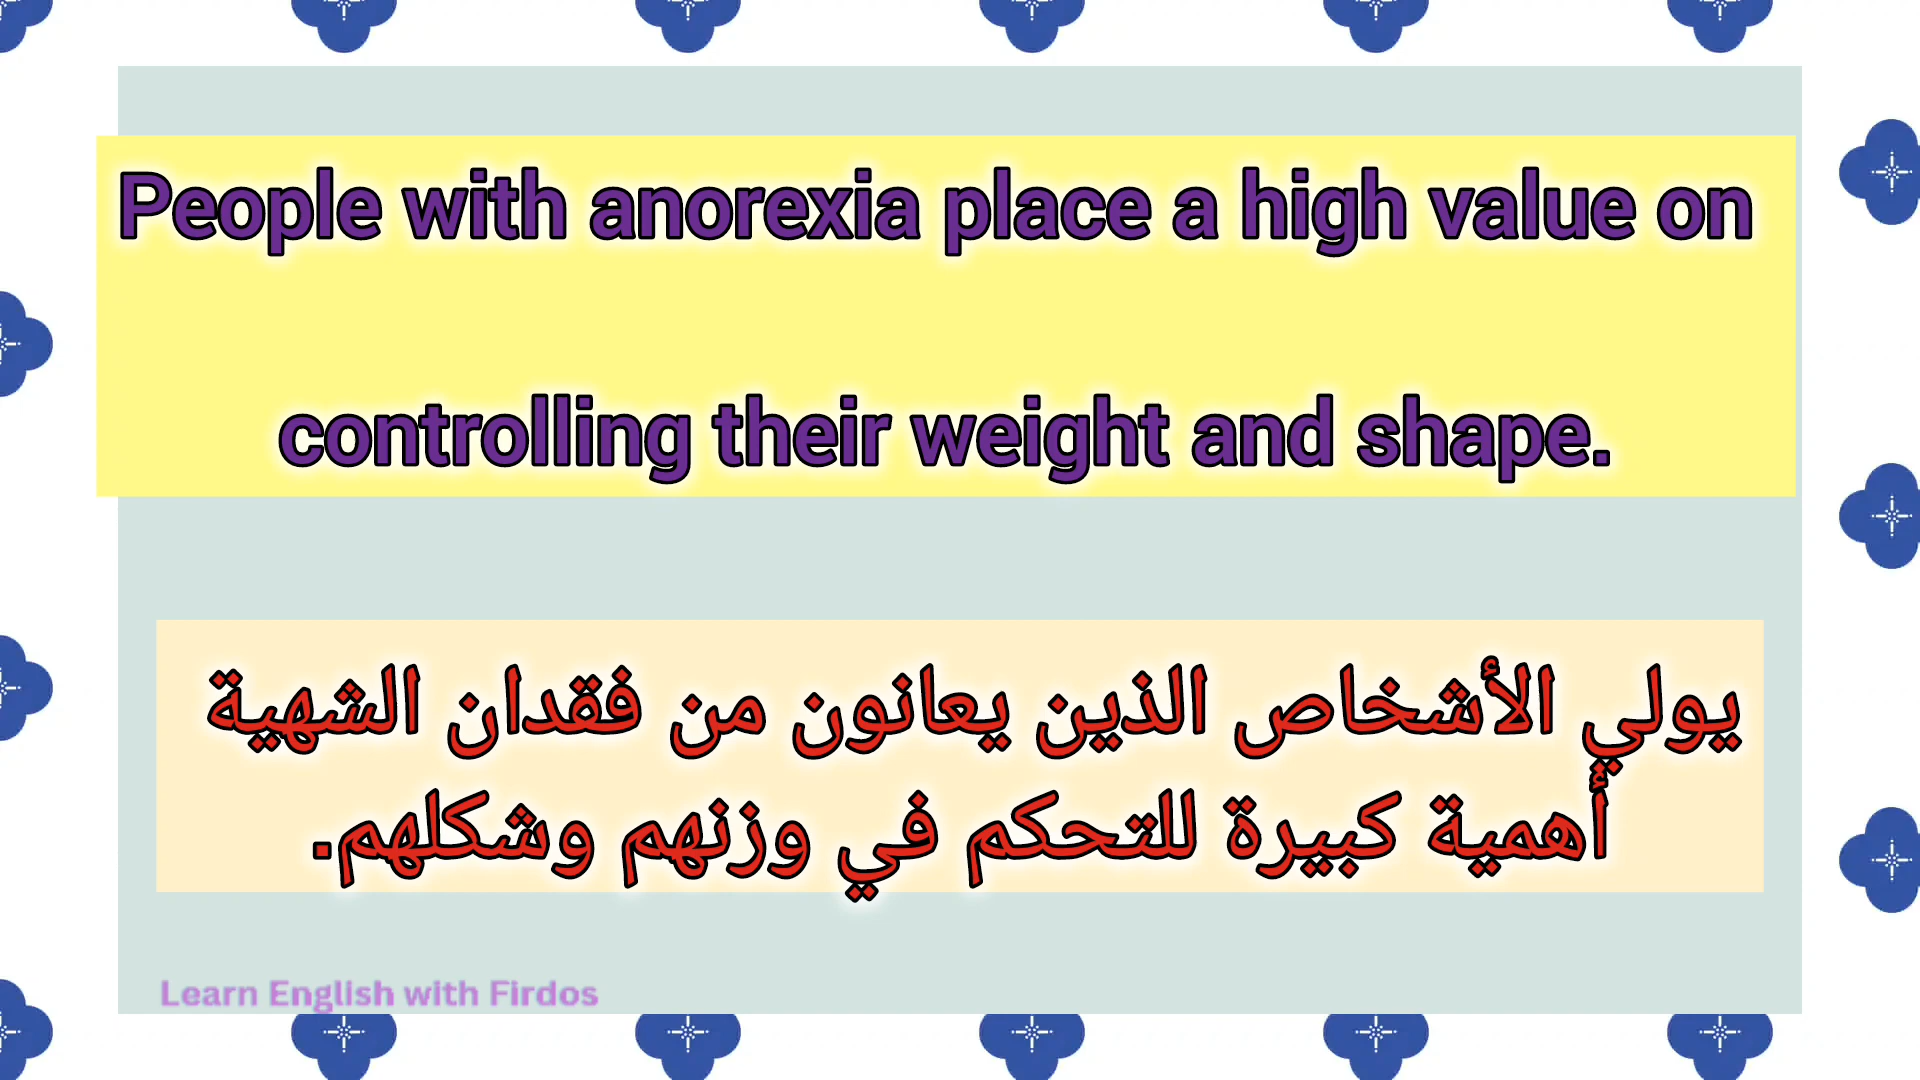 People with anorexia place a high value on
controlling their weight and shape.
يولي الأشخاص الذين يعانون من فقدان الشهية
أهمية كبيرة للتحكم في وزنهم وشكلهم.
Learn English with Firdos